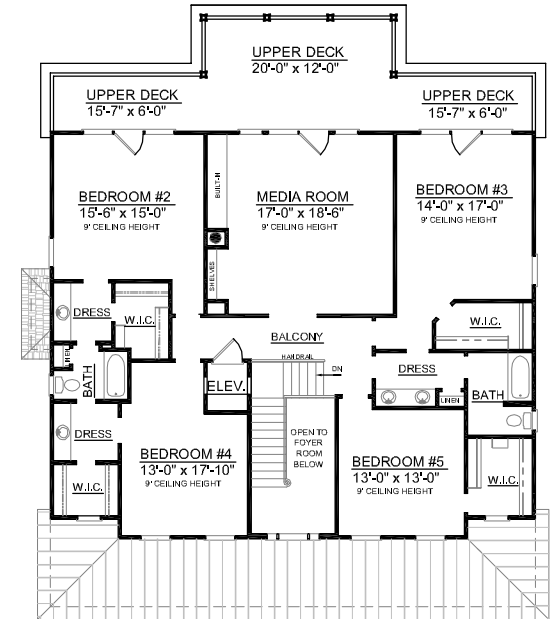 UPPER DECK
20'-0" x 12'-0"
UPPER DECK
15'-7" x 6'-0"
UPPER DECK
15'-7" x 6'-0"
BEDROOM #2
15'-6" x 15'-0"
9' CEILING HEIGHT
BUILT-IN
MEDIA ROOM
17'-0" x 18'-6"
9' CEILING HEIGHT
BEDROOM #3
14'-0" x 17'-0"
9' CEILING HEIGHT
SHELVES
DRESS
W.I.C.
W.I.C.
BALCONY
HANDRAIL
LINEN
BATH
ELEV.
DN
DRESS
LINEN
BATH
DRESS
OPEN TO
FOYER
ROOM
BELOW
BEDROOM #4
13'-0" x 17'-10"
9' CEILING HEIGHT
BEDROOM #5
13'-0" x 13'-0"
9' CEILING HEIGHT
W.I.C.
W.I.C.